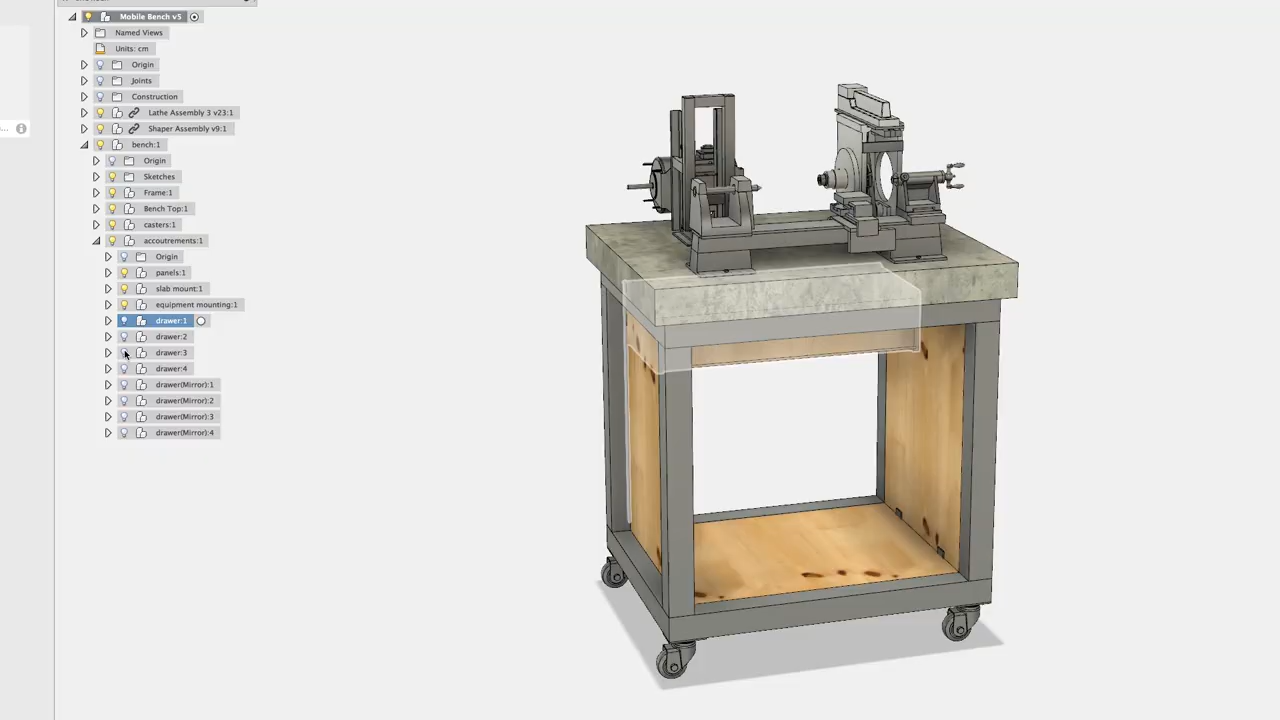 Mobile Bench v5
Named Views
Units: cm
Origin
Joints
Construction
Lathe Assembly 3 v23:1
Shaper Assembly v9:1
bench:1
Origin
Sketches
Frame:1
Bench Top:1
casters:1
accoutrements:1
Origin
panels:1
slab mount:1
equipment mounting:1
drawer:1
drawer:2
drawer:3
drawer:4
drawer(Mirror):1
drawer(Mirror):2
drawer(Mirror):3
drawer(Mirror):4